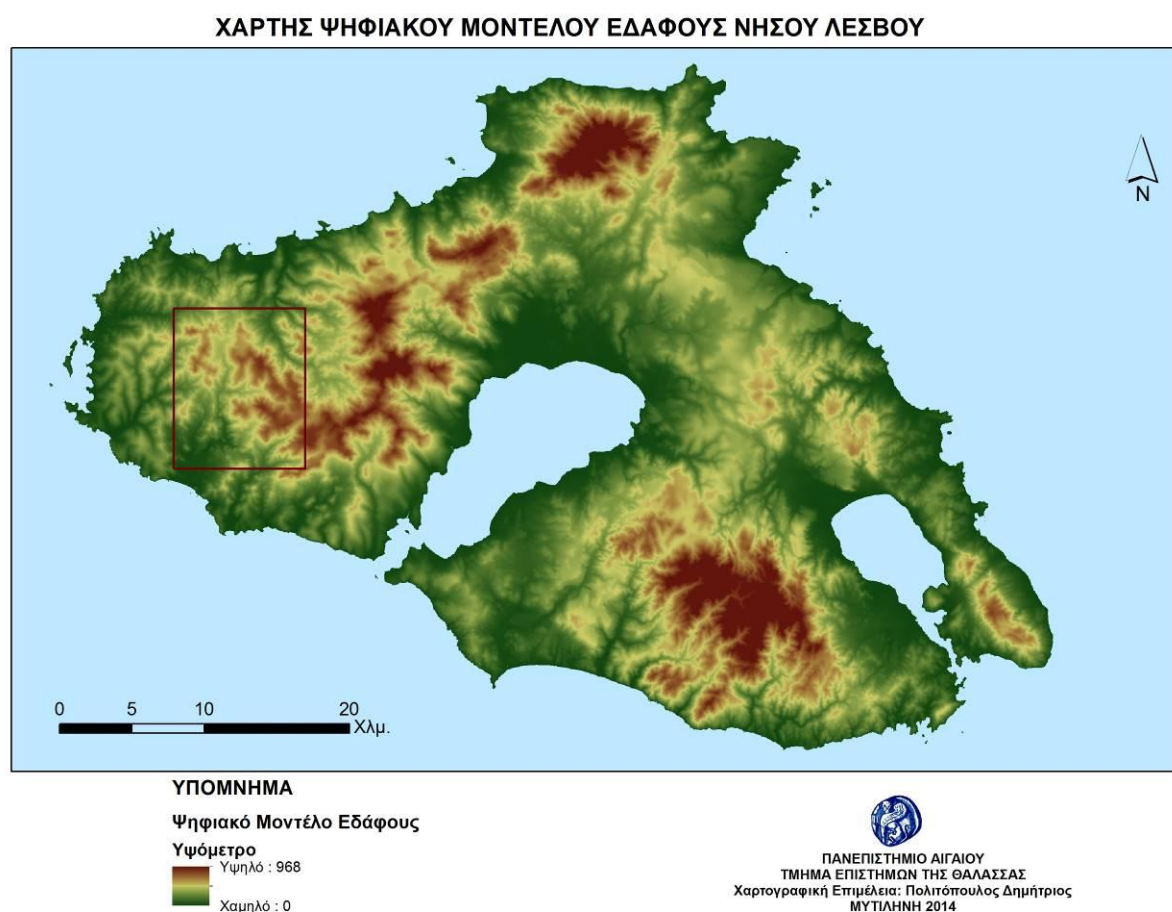 ΧΑΡΤΗΣ ΨΗΦΙΑΚΟΥ ΜΟΝΤΕΛΟΥ ΕΔΑΦΟΥΣ ΝΗΣΟΥ ΛΕΣΒΟΥ
N
0 5 10 20
Χλμ.
ΥΠΟΜΝΗΜΑ
Ψηφιακό Μοντέλο Εδάφους
Υψόμετρο
Υψηλό : 968
Χαμηλό : 0
ΠΑΝΕΠΙΣΤΗΜΙΟ ΑΙΓΑΙΟΥ
ΤΜΗΜΑ ΕΠΙΣΤΗΜΩΝ ΤΗΣ ΘΑΛΑΣΣΑΣ
Χαρτογραφική Επιμέλεια: Πολιτόπουλος Δημήτριος
ΜΥΤΙΛΗΝΗ 2014